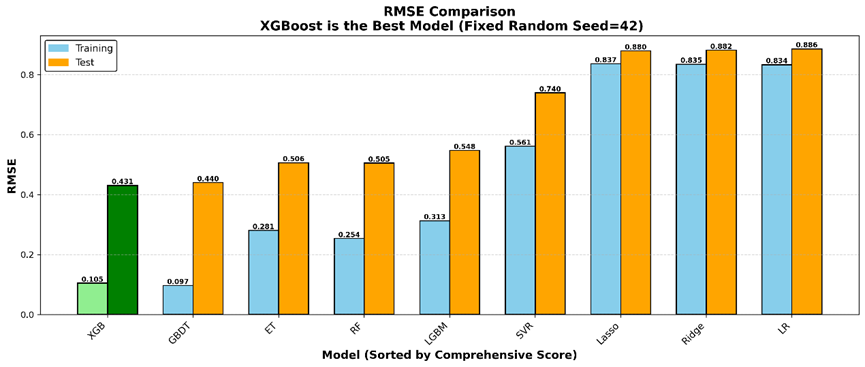 RMSE Comparison
XGBoost is the Best Model (Fixed Random Seed=42)
Training
Test
RMSE
0.8
0.6
0.4
0.2
0.0
0.105
0.431
0.097
0.440
0.281
0.506
0.254
0.505
0.313
0.548
0.561
0.740
0.837
0.880
0.835
0.882
0.834
0.886
XGB
GBDT
ET
RF
LGBM
SVR
Lasso
Ridge
LR
Model (Sorted by Comprehensive Score)